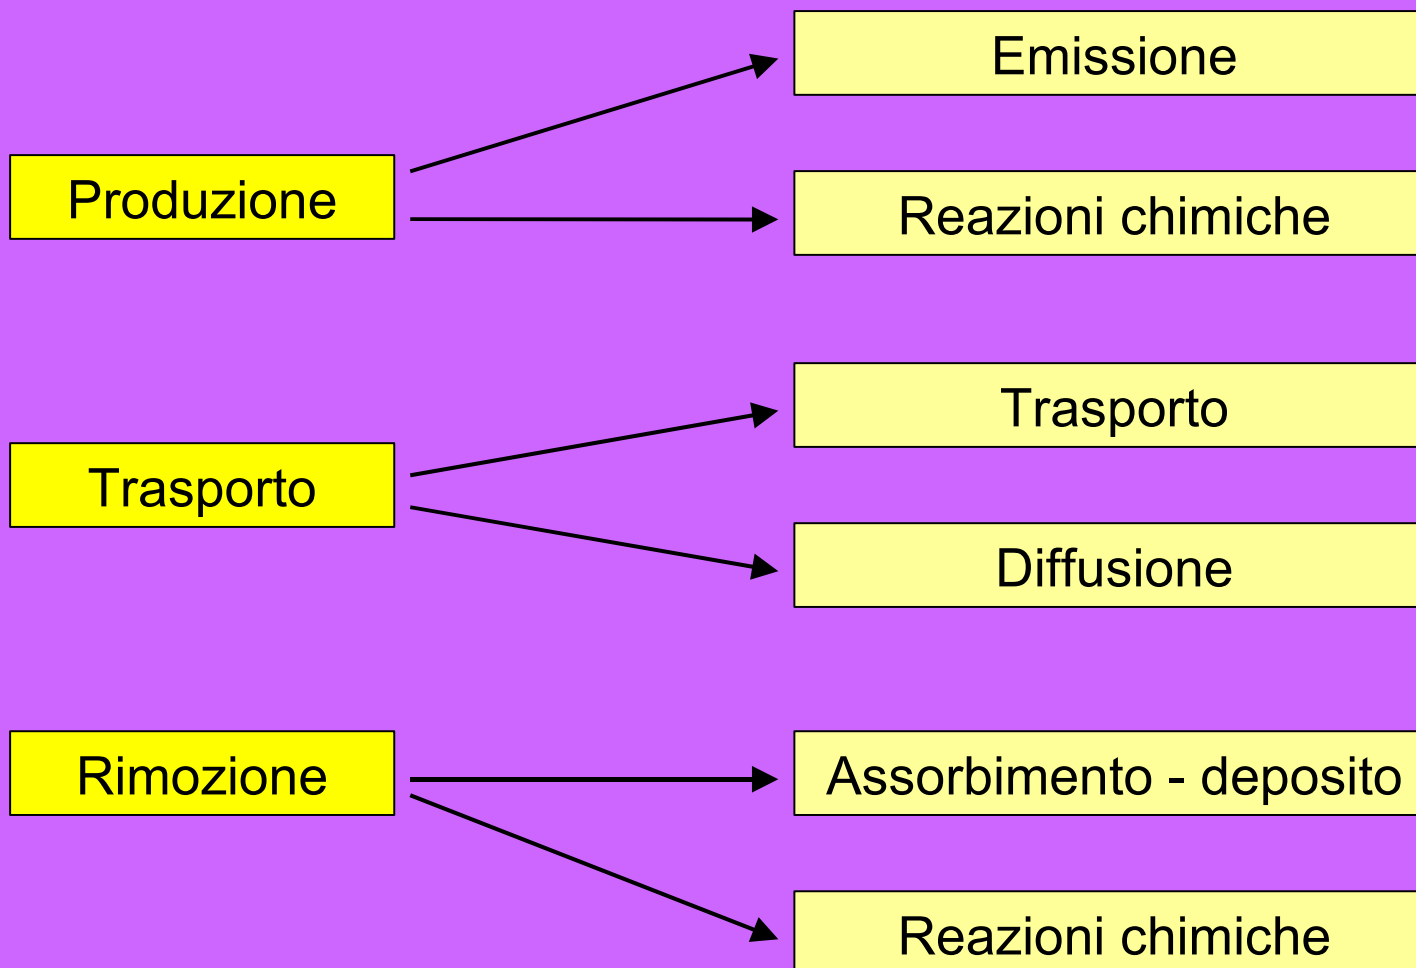 Emissione
Produzione
Reazioni chimiche
Trasporto
Trasporto
Diffusione
Rimozione
Assorbimento - deposito
Reazioni chimiche